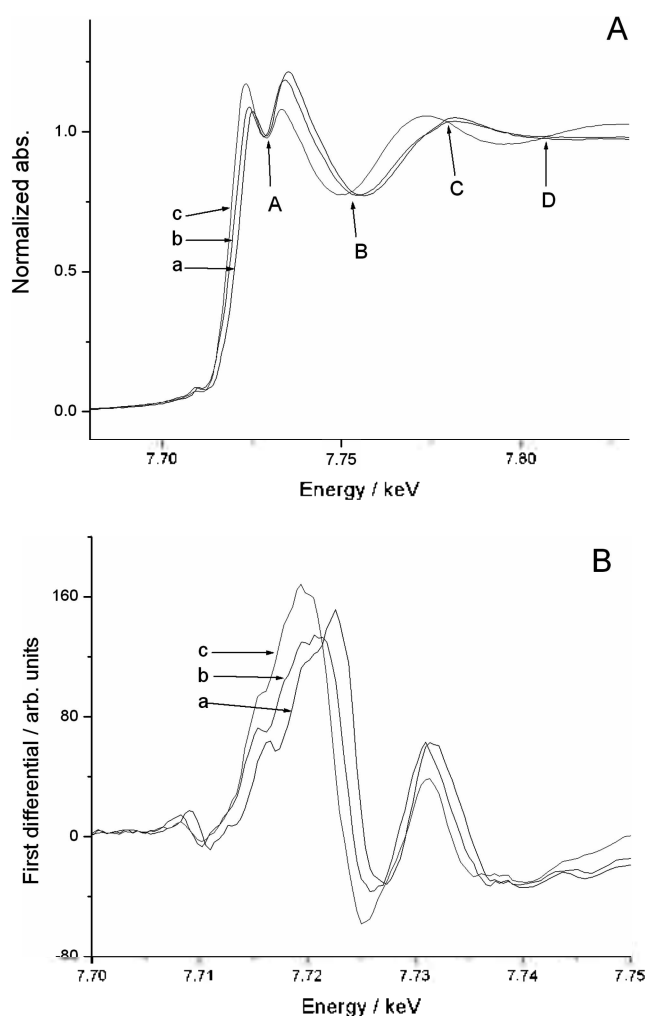 A
Normalized abs.
1.0
0.5
0.0
c
b
a
A
B
C
D
7.70
7.75
7.80
Energy / keV
B
First differential / arb. units
160
80
0
-80
c
b
a
7.70
7.71
7.72
7.73
7.74
7.75
Energy / keV